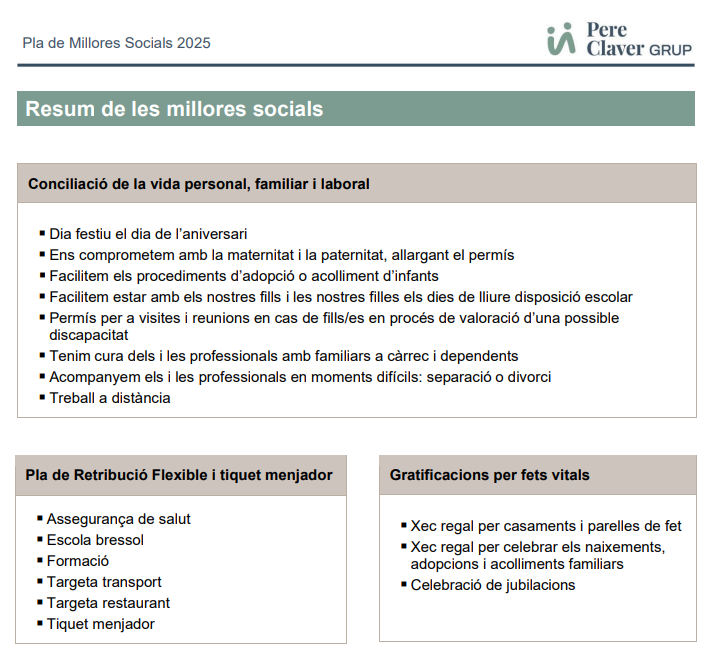 Pla de Millores Socials 2025
Pere
Claver GRUP
Resum de les millores socials
Conciliació de la vida personal, familiar i laboral
▪ Dia festiu el dia de l’aniversari
▪ Ens comprometem amb la maternitat i la paternitat, allargant el permís
▪ Facilitem els procediments d’adopció o acolliment d’infants
▪ Facilitem estar amb els nostres fills i les nostres filles els dies de lliure disposició escolar
▪ Permís per a visites i reunions en cas de fills/es en procés de valoració d’una possible
discapacitat
▪ Tenim cura dels i les professionals amb familiars a càrrec i dependents
▪ Acompanyem els i les professionals en moments difícils: separació o divorci
▪ Treball a distància
Pla de Retribució Flexible i tiquet menjador
▪ Assegurança de salut
▪ Escola bressol
▪ Formació
▪ Targeta transport
▪ Targeta restaurant
▪ Tiquet menjador
Gratificacions per fets vitals
▪ Xec regal per casaments i parelles de fet
▪ Xec regal per celebrar els naixements,
adopcions i acolliments familiars
▪ Celebració de jubilacions